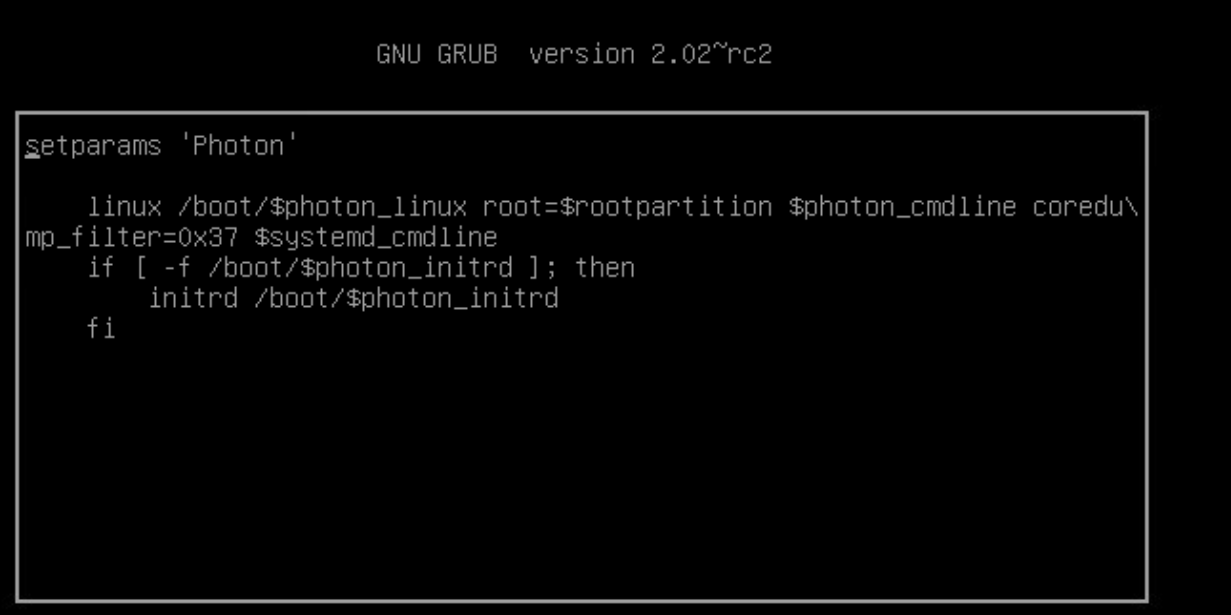 GNU GRUB  version 2.02~rc2
setparams 'Photon'
    linux /boot/$photon_linux root=$rootpartition $photon_cmdline coredu\
mp_filter=0x37 $systemd_cmdline
    if [ -f /boot/$photon_initrd ]; then
        initrd /boot/$photon_initrd
    fi